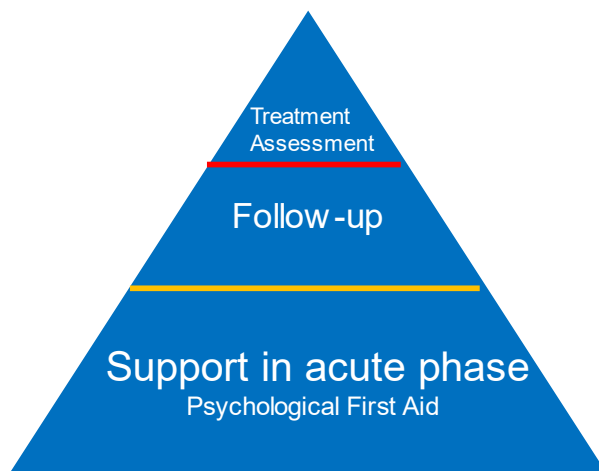 Treatment
Assessment
Follow-up
Support in acute phase
Psychological First Aid